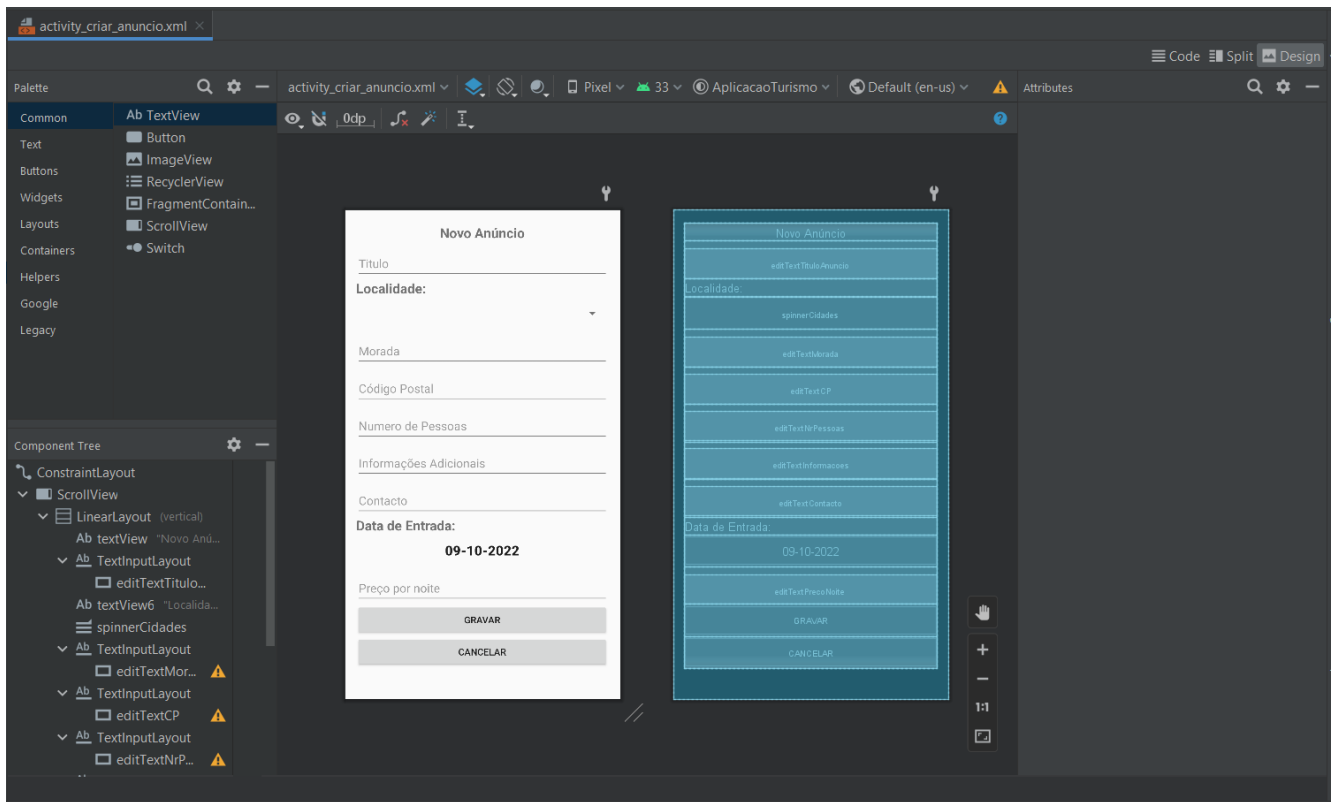 activity_criar_anuncio.xml
Code Split Design
Palette
activity_criar_anuncio.xml Pixel 33 AplicacaoTurismo Default (en-us)
Attributes
Common
Text
Buttons
Widgets
Layouts
Containers
Helpers
Google
Legacy
Ab TextView
Button
ImageView
RecyclerView
FragmentContain...
ScrollView
Switch
0dp
Novo Anúncio
Titulo
Localidade:
Morada
Código Postal
Numero de Pessoas
Informações Adicionais
Contacto
Data de Entrada:
09-10-2022
Preço por noite
GRAVAR
CANCELAR
Novo Anúncio
editTextTituloAnuncio
Localidade:
spinnerCidades
editTextMorada
editTextCP
editTextNrPessoas
editTextInformacoes
editTextContacto
Data de Entrada:
09-10-2022
editTextPrecoNoite
GRAVAR
CANCELAR
1:1
Component Tree
ConstraintLayout
ScrollView
LinearLayout (vertical)
Ab textView "Novo Anú...
Ab TextInputLayout
editTextTitulo...
Ab textView6 "Localida...
spinnerCidades
Ab TextInputLayout
editTextMor...
Ab TextInputLayout
editTextCP
Ab TextInputLayout
editTextNrP...